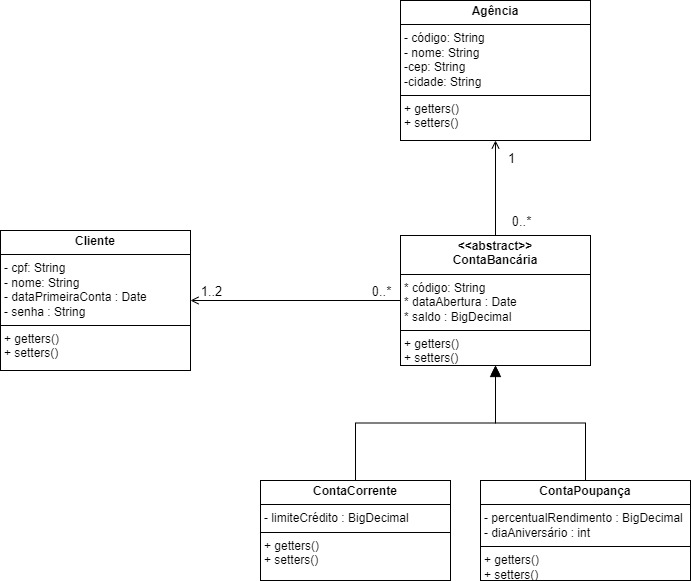 Agência
- código: String
- nome: String
-cep: String
-cidade: String
+ getters()
+ setters()
1
0..*
Cliente
- cpf: String
- nome: String
- dataPrimeiraConta : Date
- senha : String
+ getters()
+ setters()
1..2
0..*
<<abstract>>
ContaBancária
* código: String
* dataAbertura : Date
* saldo : BigDecimal
+ getters()
+ setters()
ContaCorrente
- limiteCrédito : BigDecimal
+ getters()
+ setters()
ContaPoupança
- percentualRendimento : BigDecimal
- diaAniversário : int
+ getters()
+ setters()